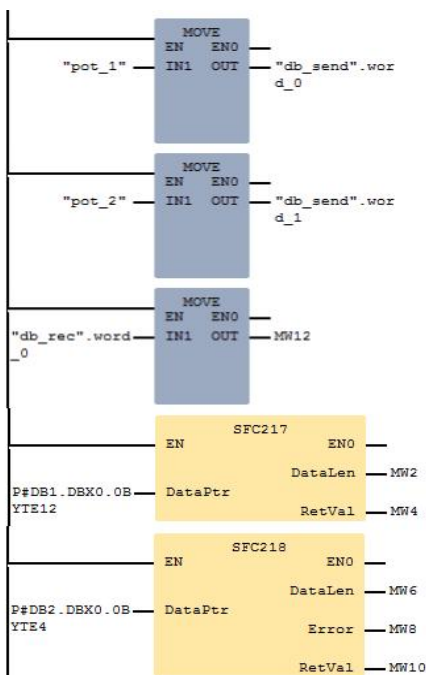 MOVE
EN ENO
"pot_1" IN1 OUT "db_send".wor
d_0
MOVE
EN ENO
"pot_2" IN1 OUT "db_send".wor
d_1
MOVE
EN ENO
"db_rec".word IN1 OUT MW12
_0
SFC217
EN ENO
DataLen MW2
P#DB1.DBX0.0B DataPtr
YTE12
RetVal MW4
SFC218
EN ENO
DataLen MW6
P#DB2.DBX0.0B DataPtr
YTE4
Error MW8
RetVal MW10